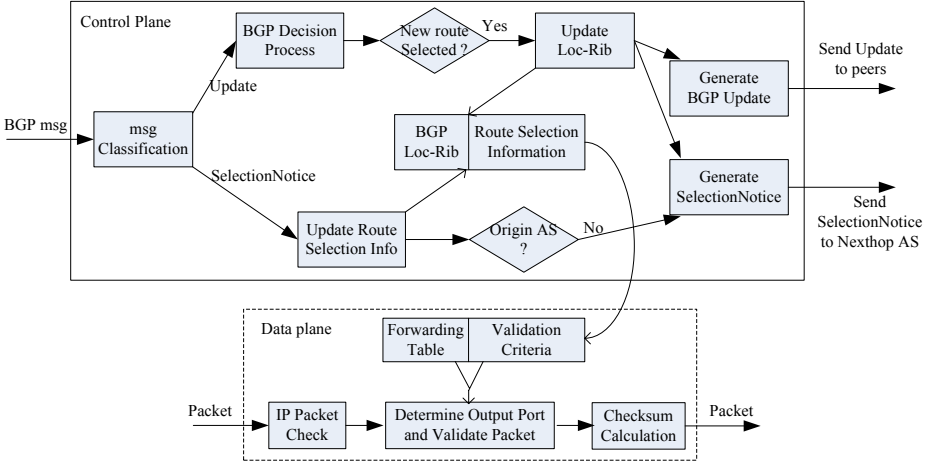 Control Plane
BGP Decision
Process
New route
Selected ?
Yes
Update
Loc-Rib
Send Update
to peers
Generate
BGP Update
Update
BGP msg
msg
Classification
BGP
Loc-Rib
Route Selection
Information
SelectionNotice
Generate
SelectionNotice
Send
SelectionNotice
to Nexthop AS
Update Route
Selection Info
Origin AS
?
No
Data plane
Forwarding
Table
Validation
Criteria
Packet
IP Packet
Check
Determine Output Port
and Validate Packet
Checksum
Calculation
Packet